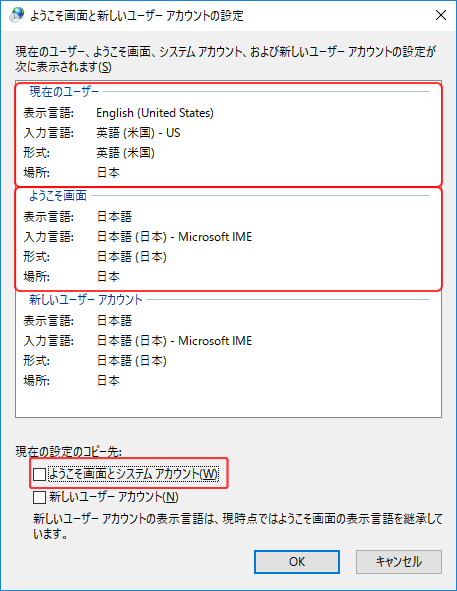 ようこそ画面と新しいユーザー アカウントの設定
現在のユーザー、ようこそ画面、システム アカウント、および新しいユーザー アカウントの設定が
次に表示されます(S)
現在のユーザー
表示言語: English (United States)
入力言語: 英語 (米国) - US
形式: 英語 (米国)
場所: 日本
ようこそ画面
表示言語: 日本語
入力言語: 日本語 (日本) - Microsoft IME
形式: 日本語 (日本)
場所: 日本
新しいユーザー アカウント
表示言語: 日本語
入力言語: 日本語 (日本) - Microsoft IME
形式: 日本語 (日本)
場所: 日本
現在の設定のコピー先:
ようこそ画面とシステム アカウント(W)
新しいユーザー アカウント(N)
新しいユーザー アカウントの表示言語は、現時点ではようこそ画面の表示言語を継承して
います。
OK キャンセル